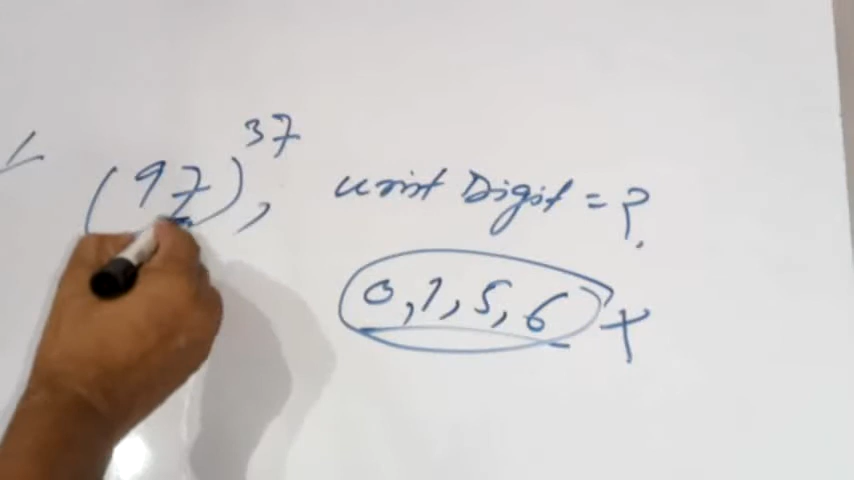 (97)³⁷, unit Digit = ?
0, 1, 5, 6 x